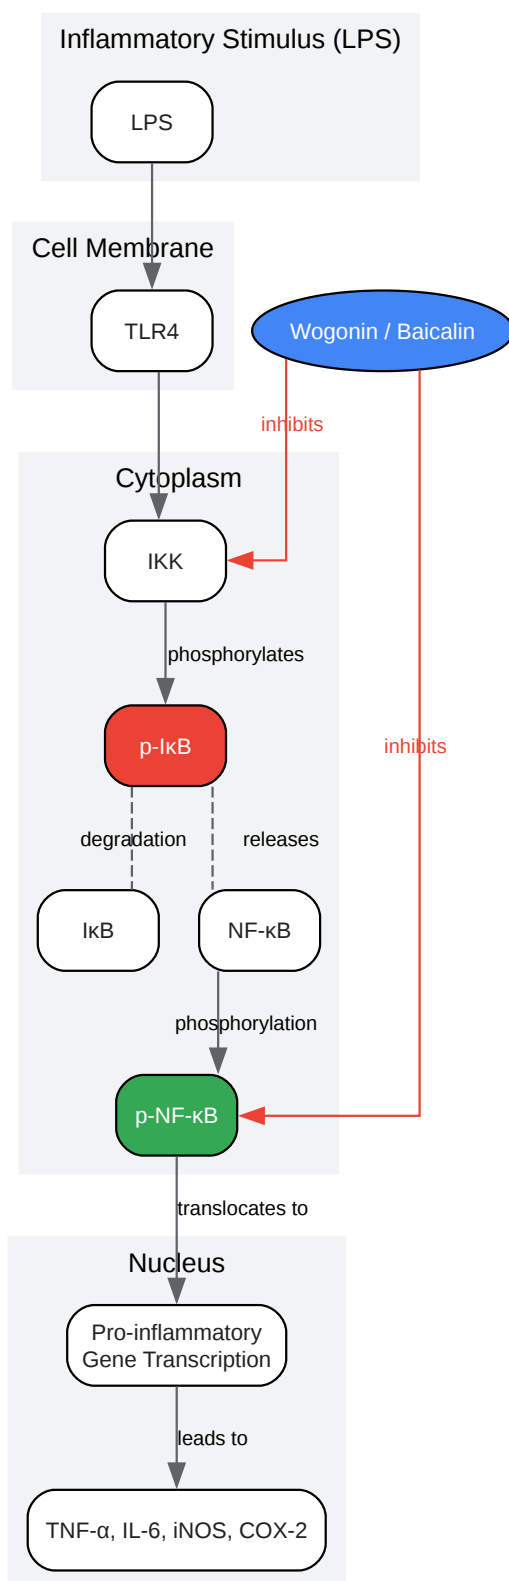 Inflammatory Stimulus (LPS)
LPS
Cell Membrane
TLR4
Wogonin / Baicalin
inhibits
Cytoplasm
IKK
phosphorylates
p-IκB
inhibits
degradation
releases
IκB
NF-κB
phosphorylation
p-NF-κB
translocates to
Nucleus
Pro-inflammatory
Gene Transcription
leads to
TNF-α, IL-6, iNOS, COX-2